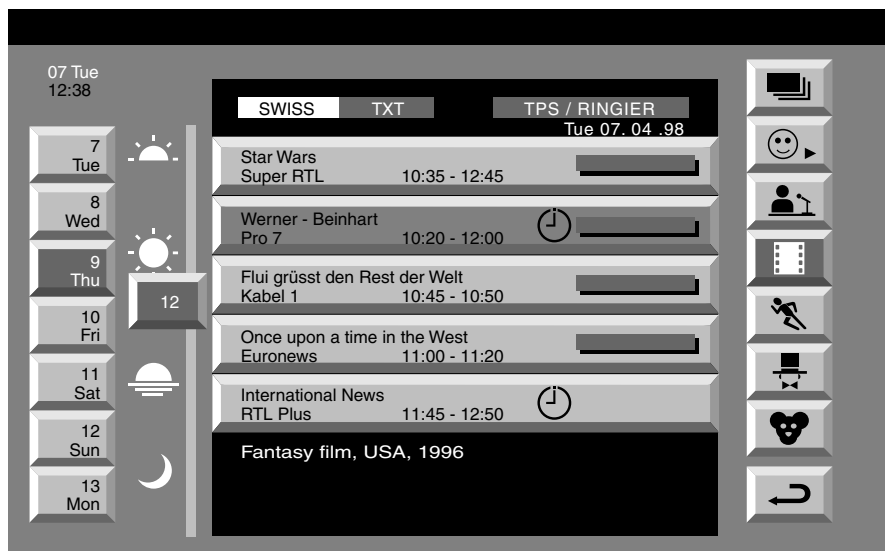 07 Tue
12:38
7
Tue
8
Wed
9
Thu
10
Fri
11
Sat
12
Sun
13
Mon
12
SWISS TXT TPS / RINGIER
Tue 07. 04 .98
Star Wars
Super RTL 10:35 - 12:45
Werner - Beinhart
Pro 7 10:20 - 12:00
Flui grüsst den Rest der Welt
Kabel 1 10:45 - 10:50
Once upon a time in the West
Euronews 11:00 - 11:20
International News
RTL Plus 11:45 - 12:50
Fantasy film, USA, 1996